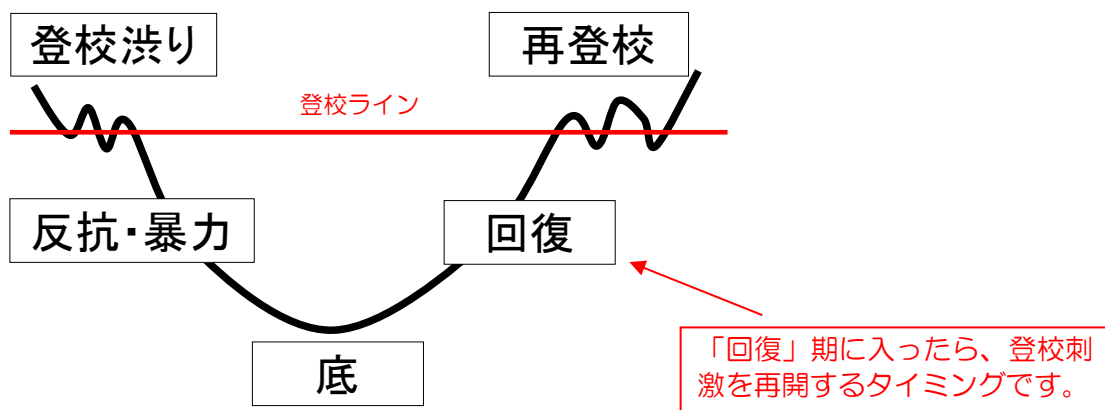 登校渋り
再登校
登校ライン
反抗・暴力
回復
底
「回復」期に入ったら、登校刺
激を再開するタイミングです。